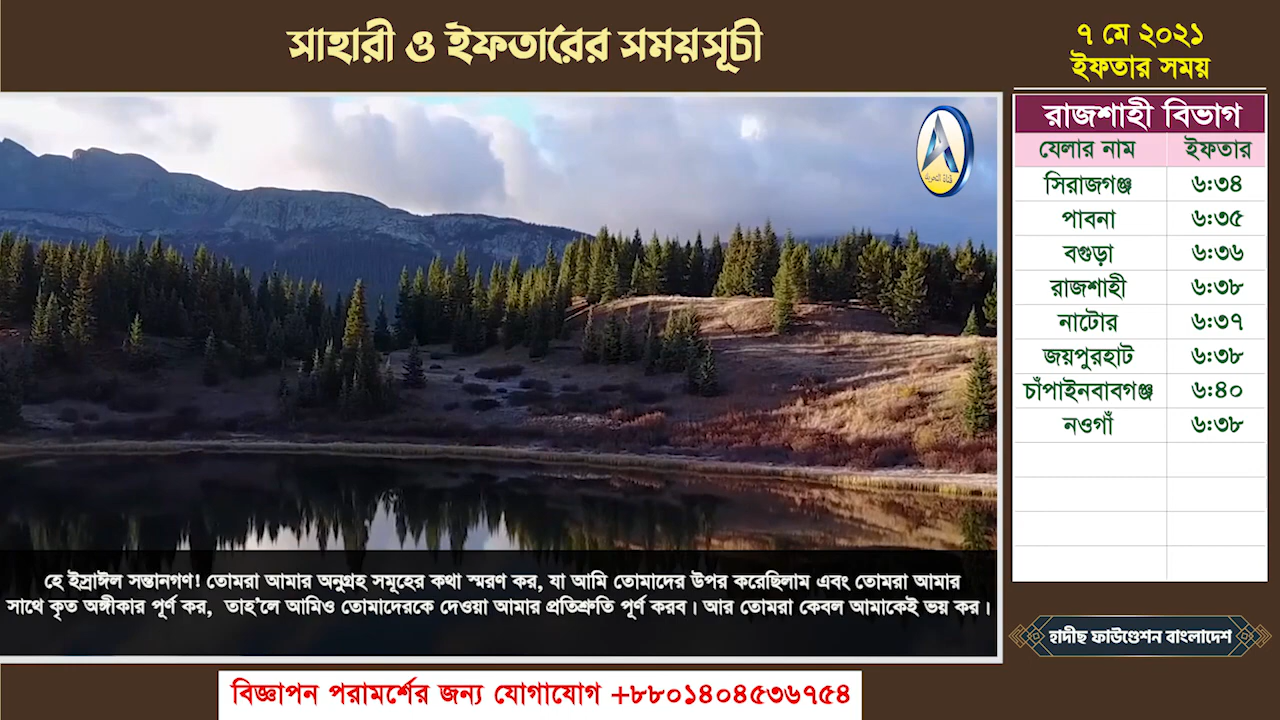 সাহারী ও ইফতারের সময়সূচী
৭ মে ২০২১
ইফতার সময়
রাজশাহী বিভাগ
যেলার নাম ইফতার
সিরাজগঞ্জ ৬:৩৪
পাবনা ৬:৩৫
বগুড়া ৬:৩৬
রাজশাহী ৬:৩৮
নাটোর ৬:৩৭
জয়পুরহাট ৬:৩৮
চাঁপাইনবাবগঞ্জ ৬:৪০
নওগাঁ ৬:৩৮
হে ইস্রাঈল সন্তানগণ! তোমরা আমার অনুগ্রহ সমূহের কথা স্মরণ কর, যা আমি তোমাদের উপর করেছিলাম এবং তোমরা আমার
সাথে কৃত অঙ্গীকার পূর্ণ কর, তাহ'লে আমিও তোমাদেরকে দেওয়া আমার প্রতিশ্রুতি পূর্ণ করব। আর তোমরা কেবল আমাকেই ভয় কর।
হাদীছ ফাউণ্ডেশন বাংলাদেশ
বিজ্ঞাপন পরামর্শের জন্য যোগাযোগ +৮৮০১৪০৪৫৩৬৭৫৪